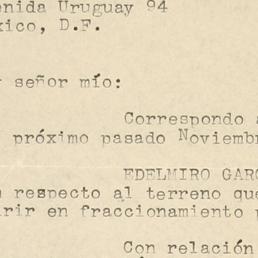 enida Uruguay 94
xico, D.F.
señor mío:
Correspondo a
próximo pasado Noviembr
EDELMIRO GARC
respecto al terreno que
rir en fraccionamiento
Con relación